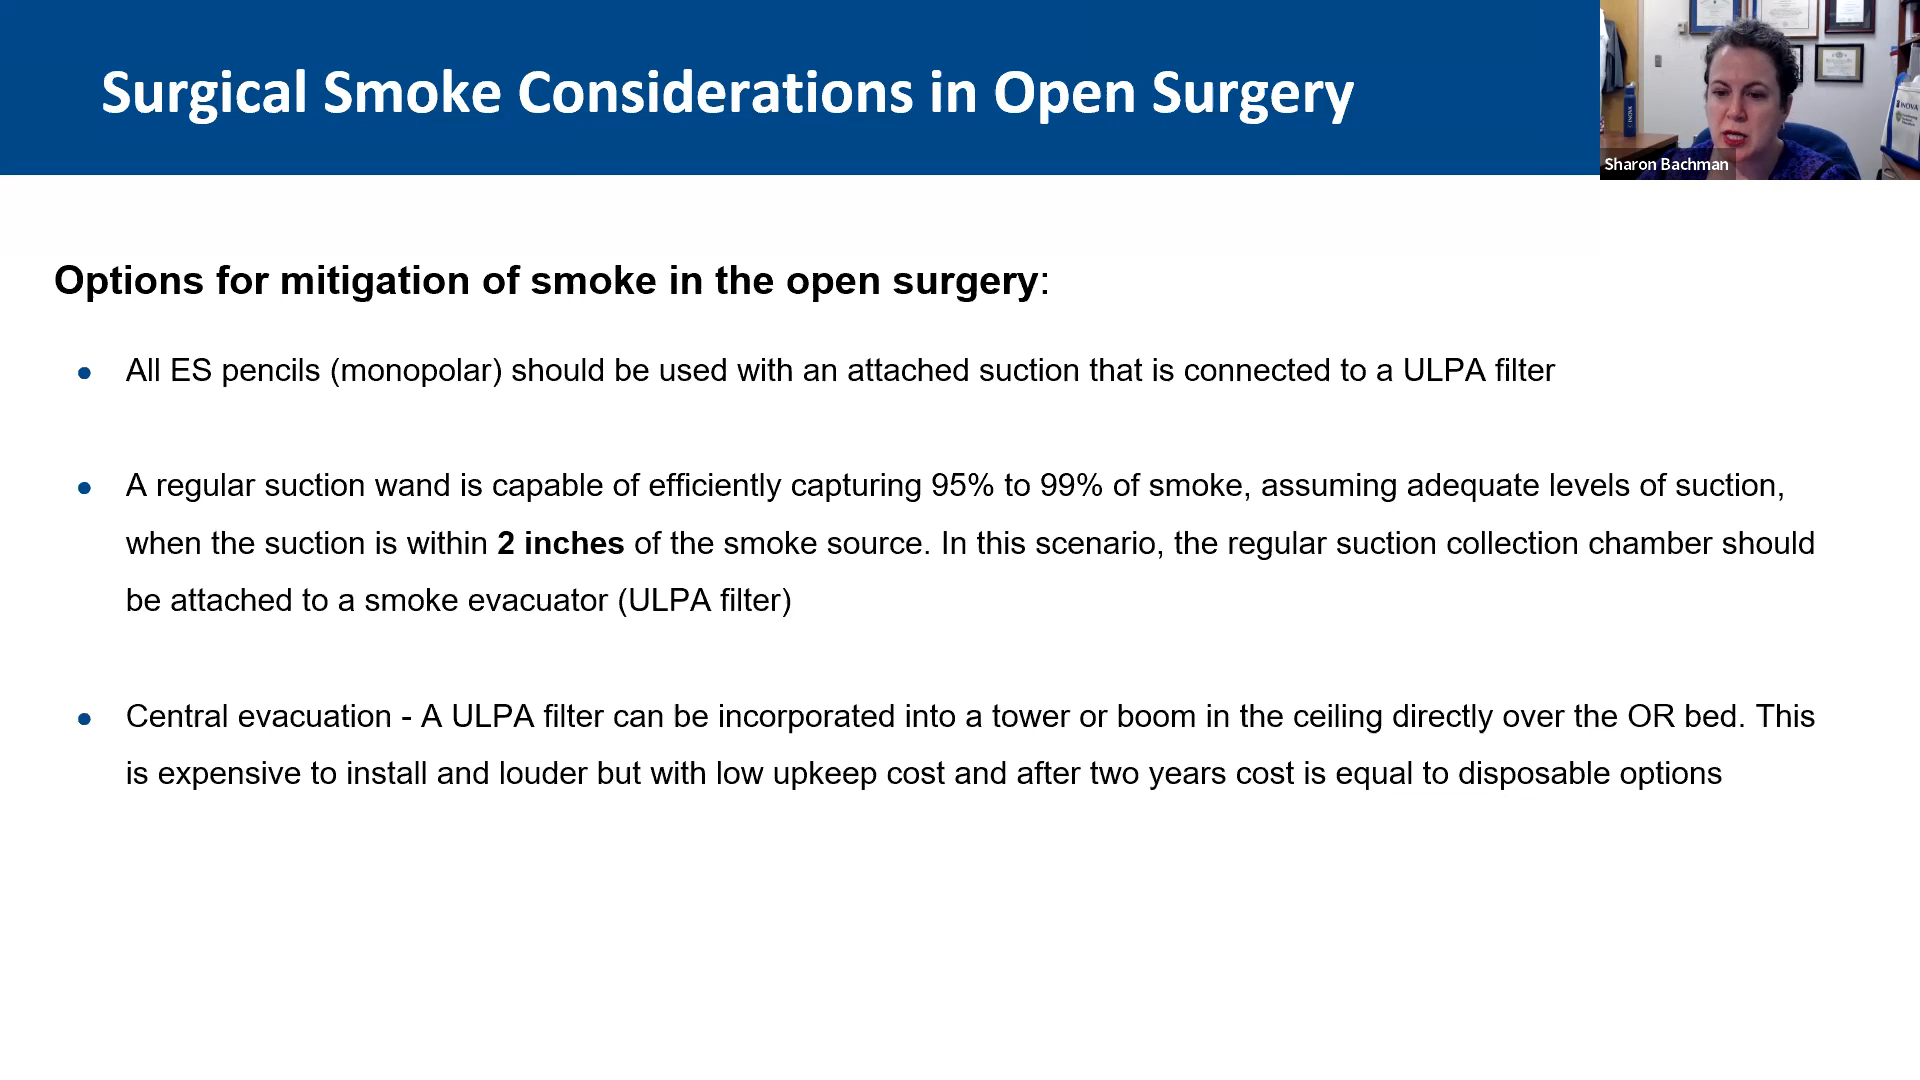 Surgical Smoke Considerations in Open Surgery
INOVA
INOVA
Sharon Bachman
Options for mitigation of smoke in the open surgery:
• All ES pencils (monopolar) should be used with an attached suction that is connected to a ULPA filter
• A regular suction wand is capable of efficiently capturing 95% to 99% of smoke, assuming adequate levels of suction,
when the suction is within 2 inches of the smoke source. In this scenario, the regular suction collection chamber should
be attached to a smoke evacuator (ULPA filter)
• Central evacuation - A ULPA filter can be incorporated into a tower or boom in the ceiling directly over the OR bed. This
is expensive to install and louder but with low upkeep cost and after two years cost is equal to disposable options